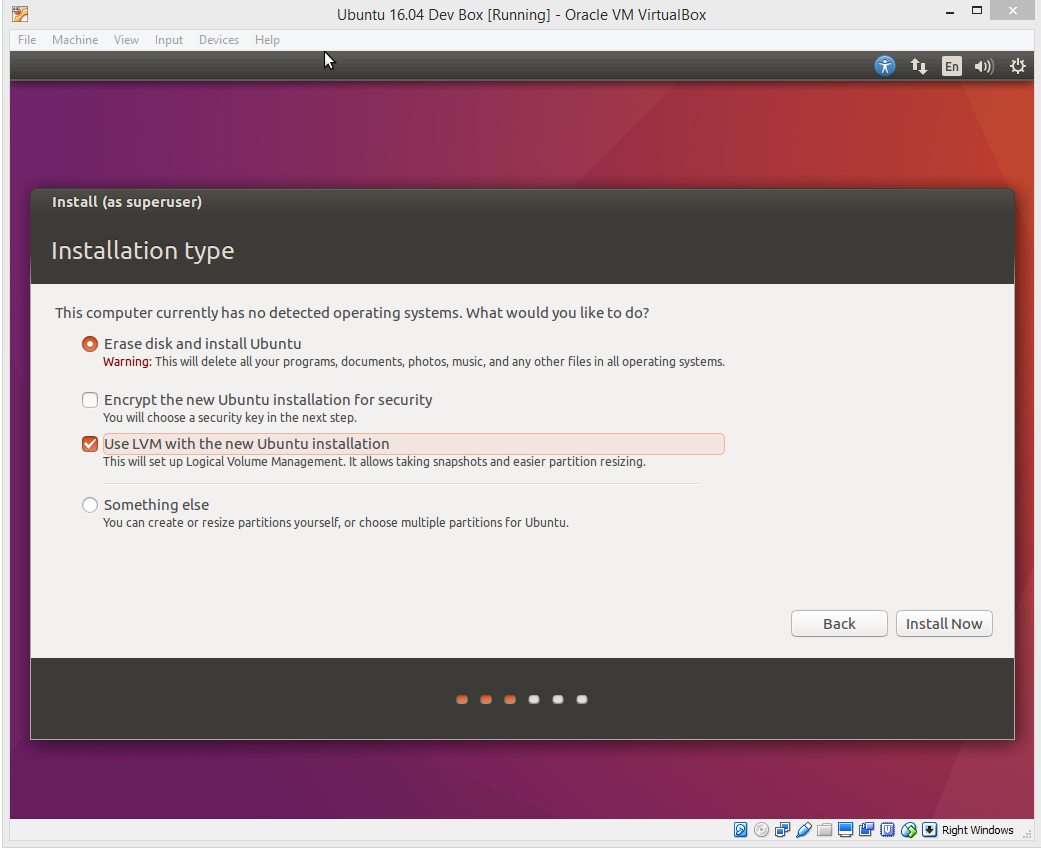 Ubuntu 16.04 Dev Box [Running] - Oracle VM VirtualBox
File Machine View Input Devices Help
En
Install (as superuser)
Installation type
This computer currently has no detected operating systems. What would you like to do?
Erase disk and install Ubuntu
Warning: This will delete all your programs, documents, photos, music, and any other files in all operating systems.
Encrypt the new Ubuntu installation for security
You will choose a security key in the next step.
Use LVM with the new Ubuntu installation
This will set up Logical Volume Management. It allows taking snapshots and easier partition resizing.
Something else
You can create or resize partitions yourself, or choose multiple partitions for Ubuntu.
Back Install Now
Right Windows